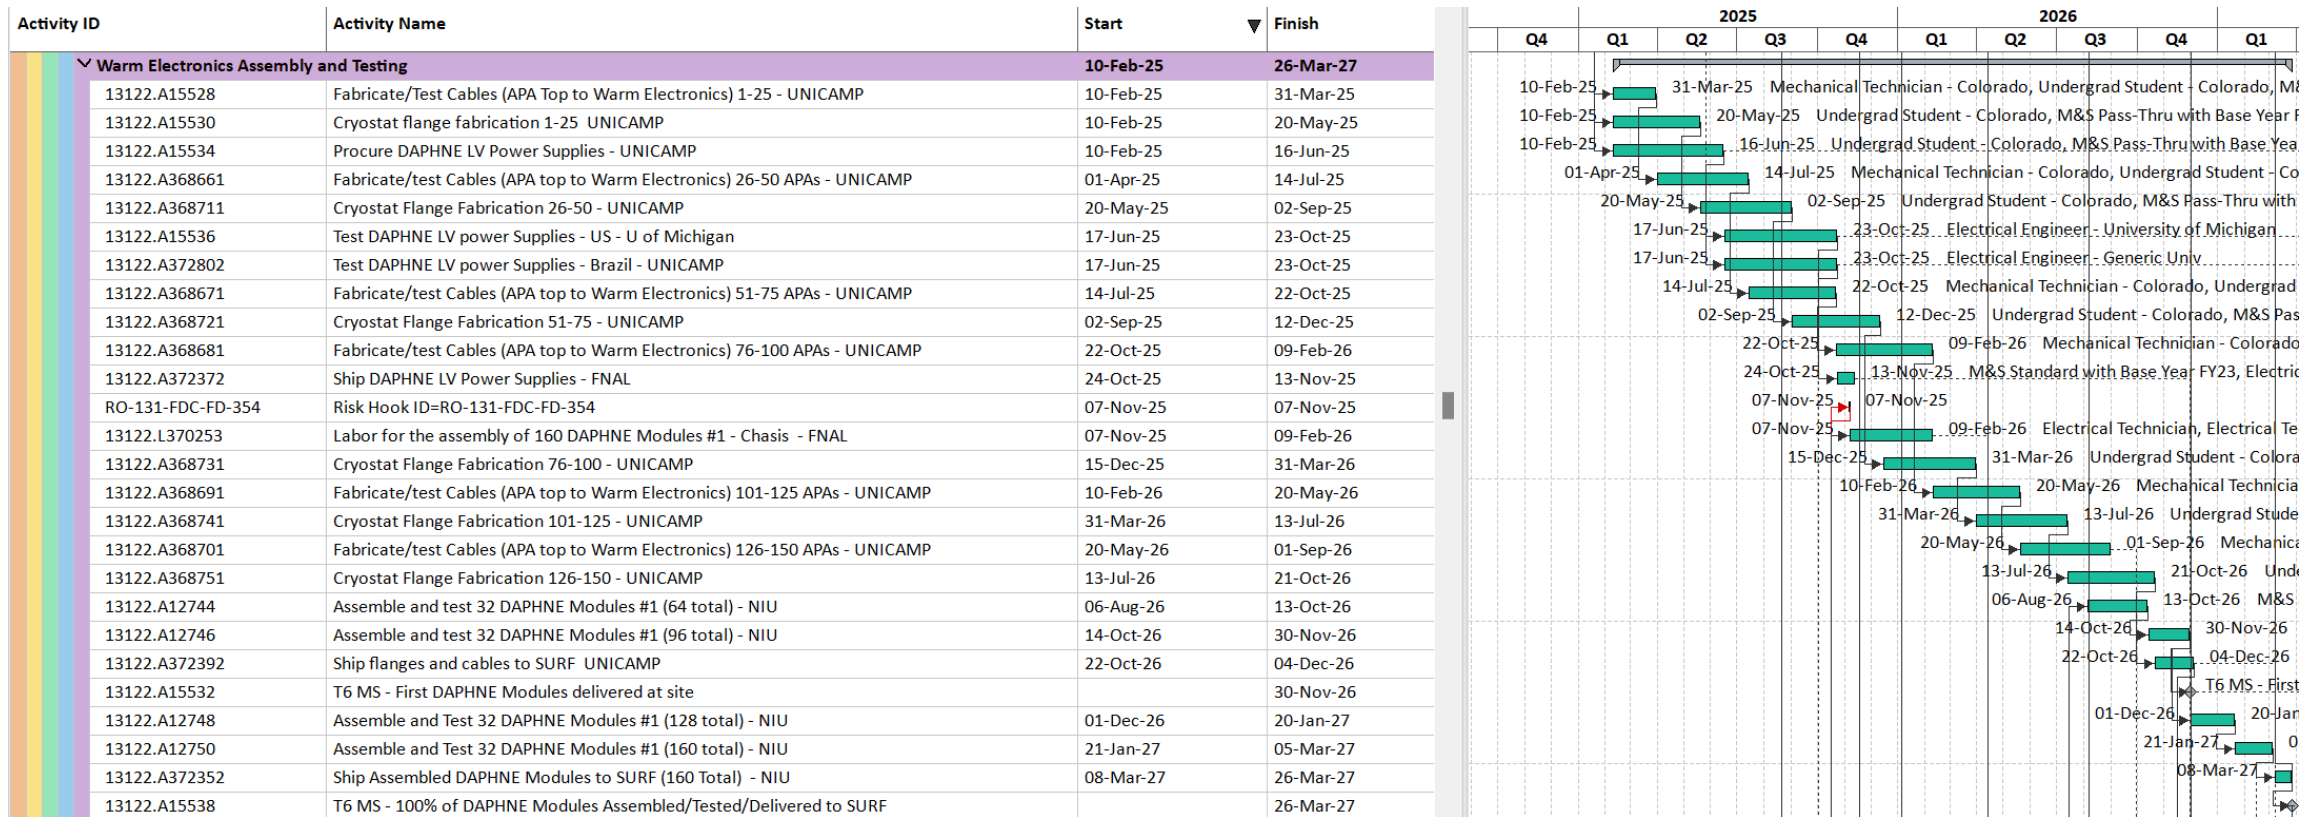 Activity ID Activity Name Start Finish 2025 2026
Q4 Q1 Q2 Q3 Q4 Q1 Q2 Q3 Q4 Q1
Warm Electronics Assembly and Testing 10-Feb-25 26-Mar-27
13122.A15528 Fabricate/Test Cables (APA Top to Warm Electronics) 1-25 - UNICAMP 10-Feb-25 31-Mar-25 10-Feb-25 31-Mar-25 Mechanical Technician - Colorado, Undergrad Student - Colorado, M&
13122.A15530 Cryostat flange fabrication 1-25 UNICAMP 10-Feb-25 20-May-25 10-Feb-25 20-May-25 Undergrad Student - Colorado, M&S Pass-Thru with Base Year F
13122.A15534 Procure DAPHNE LV Power Supplies - UNICAMP 10-Feb-25 16-Jun-25 10-Feb-25 16-Jun-25 Undergrad Student - Colorado, M&S Pass-Thru with Base Yea
13122.A368661 Fabricate/test Cables (APA top to Warm Electronics) 26-50 APAs - UNICAMP 01-Apr-25 14-Jul-25 01-Apr-25 14-Jul-25 Mechanical Technician - Colorado, Undergrad Student - Co
13122.A368711 Cryostat Flange Fabrication 26-50 - UNICAMP 20-May-25 02-Sep-25 20-May-25 02-Sep-25 Undergrad Student - Colorado, M&S Pass-Thru with
13122.A15536 Test DAPHNE LV power Supplies - US - U of Michigan 17-Jun-25 23-Oct-25 17-Jun-25 23-Oct-25 Electrical Engineer - University of Michigan
13122.A372802 Test DAPHNE LV power Supplies - Brazil - UNICAMP 17-Jun-25 23-Oct-25 17-Jun-25 23-Oct-25 Electrical Engineer - Generic Univ
13122.A368671 Fabricate/test Cables (APA top to Warm Electronics) 51-75 APAs - UNICAMP 14-Jul-25 22-Oct-25 14-Jul-25 22-Oct-25 Mechanical Technician - Colorado, Undergrad
13122.A368721 Cryostat Flange Fabrication 51-75 - UNICAMP 02-Sep-25 12-Dec-25 02-Sep-25 12-Dec-25 Undergrad Student - Colorado, M&S Pas
13122.A368681 Fabricate/test Cables (APA top to Warm Electronics) 76-100 APAs - UNICAMP 22-Oct-25 09-Feb-26 22-Oct-25 09-Feb-26 Mechanical Technician - Colorado
13122.A372372 Ship DAPHNE LV Power Supplies - FNAL 24-Oct-25 13-Nov-25 24-Oct-25 13-Nov-25 M&S Standard with Base Year FY23, Electric
RO-131-FDC-FD-354 Risk Hook ID=RO-131-FDC-FD-354 07-Nov-25 07-Nov-25 07-Nov-25 07-Nov-25
13122.L370253 Labor for the assembly of 160 DAPHNE Modules #1 - Chasis - FNAL 07-Nov-25 09-Feb-26 07-Nov-25 09-Feb-26 Electrical Technician, Electrical Te
13122.A368731 Cryostat Flange Fabrication 76-100 - UNICAMP 15-Dec-25 31-Mar-26 15-Dec-25 31-Mar-26 Undergrad Student - Colora
13122.A368691 Fabricate/test Cables (APA top to Warm Electronics) 101-125 APAs - UNICAMP 10-Feb-26 20-May-26 10-Feb-26 20-May-26 Mechanical Technicia
13122.A368741 Cryostat Flange Fabrication 101-125 - UNICAMP 31-Mar-26 13-Jul-26 31-Mar-26 13-Jul-26 Undergrad Stude
13122.A368701 Fabricate/test Cables (APA top to Warm Electronics) 126-150 APAs - UNICAMP 20-May-26 01-Sep-26 20-May-26 01-Sep-26 Mechanica
13122.A368751 Cryostat Flange Fabrication 126-150 - UNICAMP 13-Jul-26 21-Oct-26 13-Jul-26 21-Oct-26 Unde
13122.A12744 Assemble and test 32 DAPHNE Modules #1 (64 total) - NIU 06-Aug-26 13-Oct-26 06-Aug-26 13-Oct-26 M&S
13122.A12746 Assemble and test 32 DAPHNE Modules #1 (96 total) - NIU 14-Oct-26 30-Nov-26 14-Oct-26 30-Nov-26
13122.A372392 Ship flanges and cables to SURF UNICAMP 22-Oct-26 04-Dec-26 22-Oct-26 04-Dec-26
13122.A15532 T6 MS - First DAPHNE Modules delivered at site 30-Nov-26 T6 MS - First
13122.A12748 Assemble and Test 32 DAPHNE Modules #1 (128 total) - NIU 01-Dec-26 20-Jan-27 01-Dec-26 20-Jan
13122.A12750 Assemble and Test 32 DAPHNE Modules #1 (160 total) - NIU 21-Jan-27 05-Mar-27 21-Jan-27 0
13122.A372352 Ship Assembled DAPHNE Modules to SURF (160 Total) - NIU 08-Mar-27 26-Mar-27 08-Mar-27
13122.A15538 T6 MS - 100% of DAPHNE Modules Assembled/Tested/Delivered to SURF 26-Mar-27